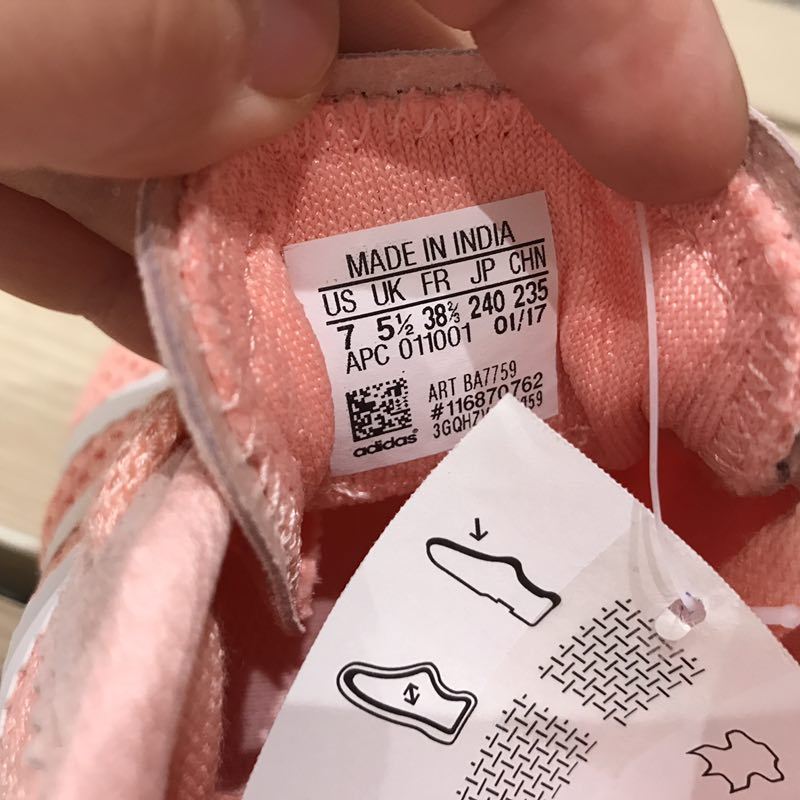 MADE IN INDIA
US UK FR JP CHN
7 5½ 38⅔ 240 235
APC 011001 01/17
ART BA7759
#116870762
adidas